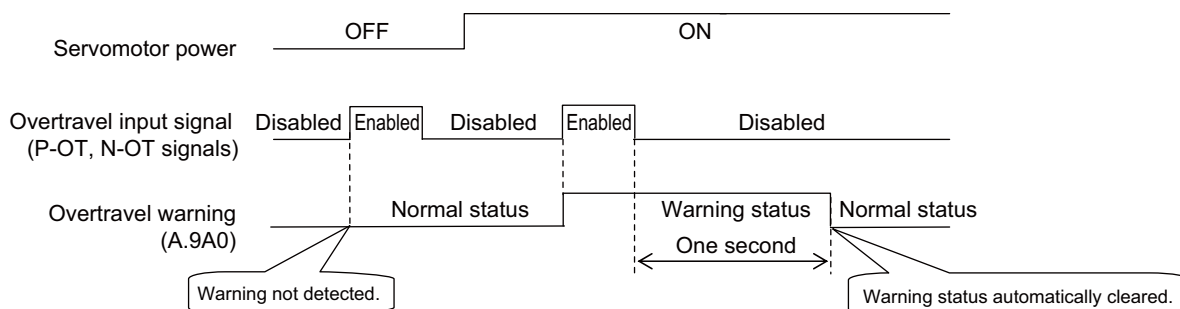 OFF
ON
Servomotor power
Overtravel input signal
(P-OT, N-OT signals)
Disabled Enabled Disabled Enabled Disabled
Overtravel warning
(A.9A0)
Normal status Warning status Normal status
One second
Warning not detected.
Warning status automatically cleared.